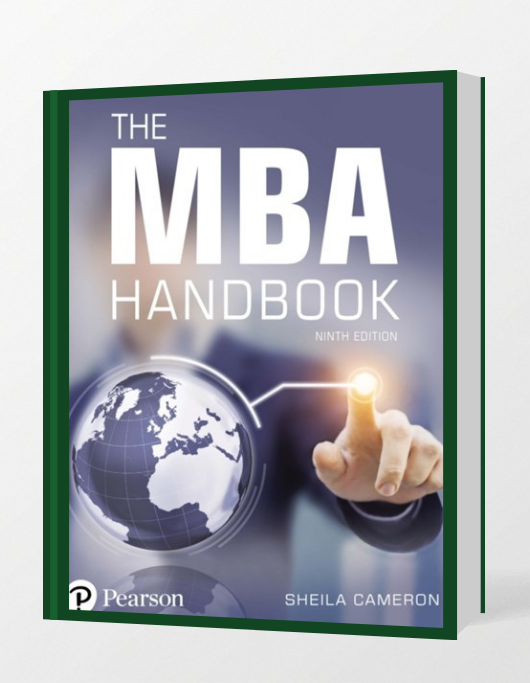 THE
MBA
HANDBOOK
NINTH EDITION
Pearson
SHEILA CAMERON